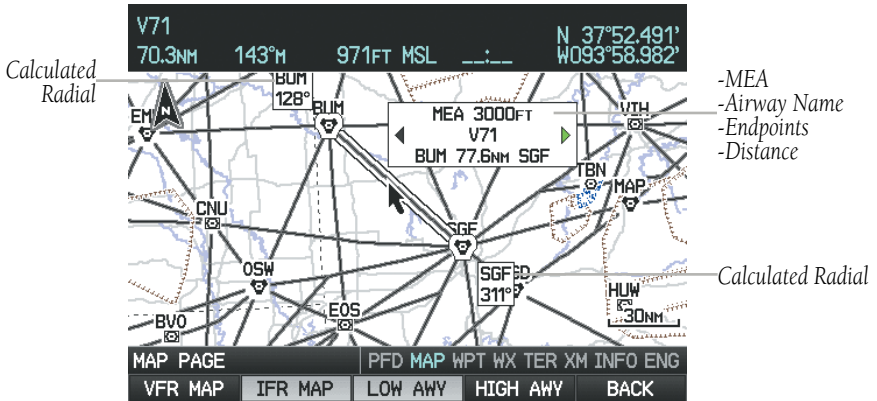 V71
70.3NM 143°M 971FT MSL __:__
N 37°52.491'
W093°58.982'
Calculated
Radial
BUM
128°
N
BUM
MEA 3000FT
V71
BUM 77.6NM SGF
VIH
-MEA
-Airway Name
-Endpoints
-Distance
TBN
MAP
CNU
SGF
OSW
SGF
311°
Calculated Radial
HUW
30NM
EOS
BVO
MAP PAGE
PFD MAP WPT WX TER XM INFO ENG
VFR MAP IFR MAP LOW AWY HIGH AWY BACK